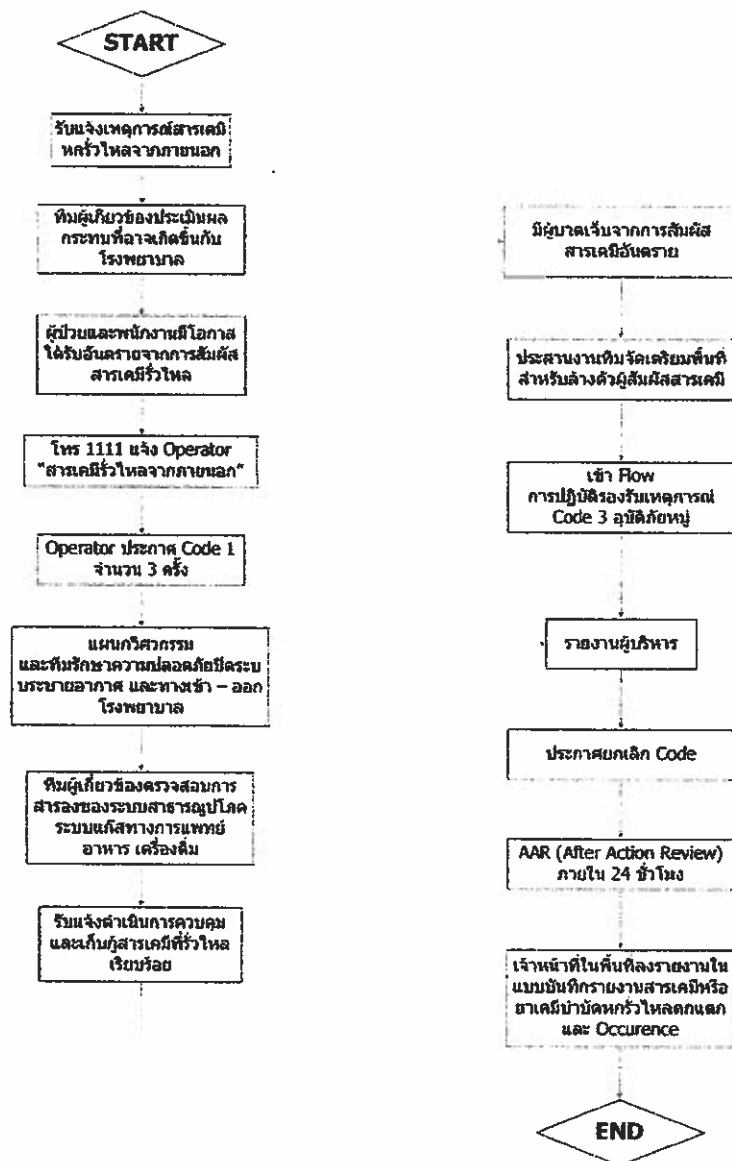 START
รับแจ้งเหตุการณ์สารเคมี
หกรั่วไหลจากภายนอก
ทีมผู้เกี่ยวข้องประเมินผล
กระทบที่อาจเกิดขึ้นกับ
โรงพยาบาล
ผู้ป่วยและพนักงานมีโอกาส
ได้รับอันตรายจากการสัมผัส
สารเคมีรั่วไหล
โทร 1111 แจ้ง Operator
"สารเคมีรั่วไหลจากภายนอก"
Operator ประกาศ Code 1
จำนวน 3 ครั้ง
แผนกวิศวกรรม
และทีมรักษาความปลอดภัยปิดระบบ
ระบายอากาศ และทางเข้า – ออก
โรงพยาบาล
ทีมผู้เกี่ยวข้องตรวจสอบการ
สำรองของระบบสาธารณูปโภค
ระบบแก๊สทางการแพทย์
อาหาร เครื่องดื่ม
รับแจ้งดำเนินการควบคุม
และเก็บกู้สารเคมีที่รั่วไหล
เรียบร้อย
มีผู้บาดเจ็บจากการสัมผัส
สารเคมีอันตราย
ประสานงานทีมจัดเตรียมพื้นที่
สำหรับล้างตัวผู้สัมผัสสารเคมี
เข้า Flow
การปฏิบัติรองรับเหตุการณ์
Code 3 อุบัติภัยหมู่
รายงานผู้บริหาร
ประกาศยกเลิก Code
AAR (After Action Review)
ภายใน 24 ชั่วโมง
เจ้าหน้าที่ในพื้นที่ลงรายงานใน
แบบบันทึกรายงานสารเคมีหรือ
ยาเคมีบำบัดหกรั่วไหลตกแตก
และ Occurence
END